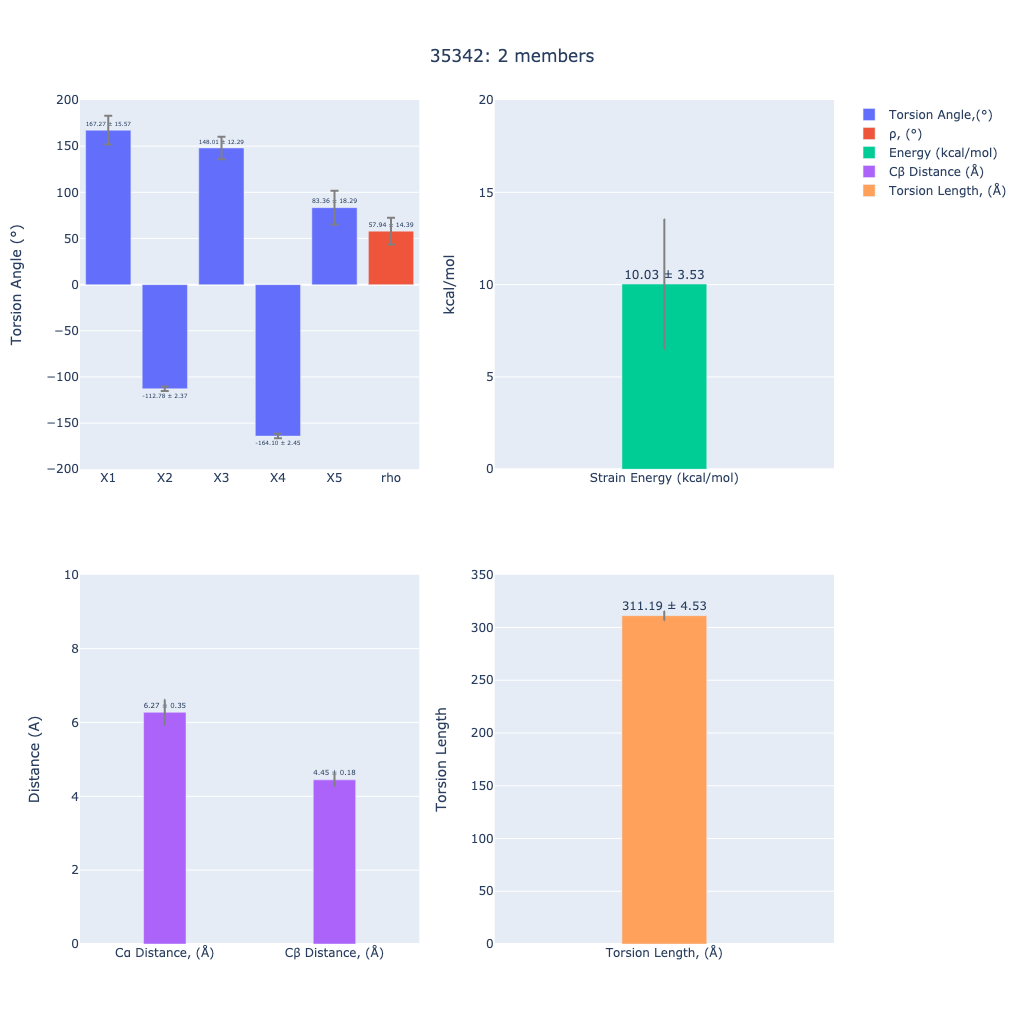 35342: 2 members
200
150
100
50
0
−50
−100
−150
−200
Torsion Angle (°)
167.27 ± 15.57
-112.78 ± 2.37
148.01 ± 12.29
-164.10 ± 2.45
83.36 ± 18.29
57.94 ± 14.39
X1
X2
X3
X4
X5
rho
20
15
10
5
0
kcal/mol
10.03 ± 3.53
Strain Energy (kcal/mol)
Torsion Angle,(°)
ρ, (°)
Energy (kcal/mol)
Cβ Distance (Å)
Torsion Length, (Å)
10
8
6
4
2
0
Distance (A)
6.27 ± 0.35
4.45 ± 0.18
Cα Distance, (Å)
Cβ Distance, (Å)
350
300
250
200
150
100
50
0
Torsion Length
311.19 ± 4.53
Torsion Length, (Å)